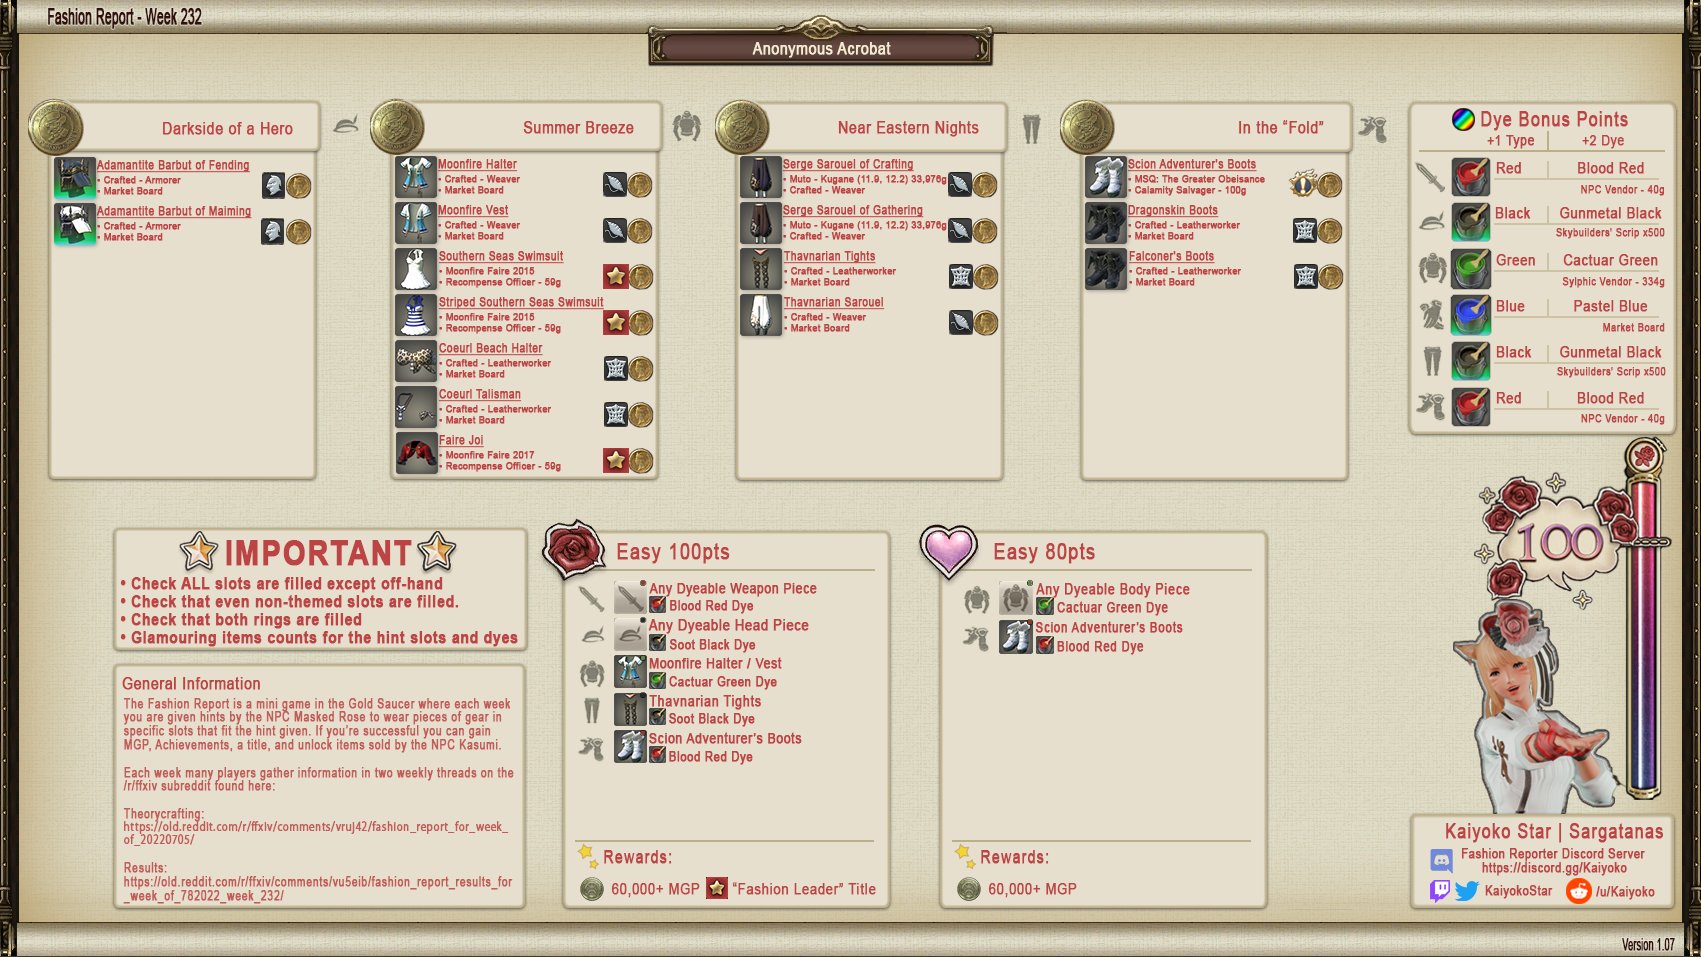 Fashion Report - Week 232
Anonymous Acrobat
Darkside of a Hero
Adamantite Barbut of Fending
• Crafted - Armorer
• Market Board
Adamantite Barbut of Maiming
• Crafted - Armorer
• Market Board
Summer Breeze
Moonfire Halter
• Crafted - Weaver
• Market Board
Moonfire Vest
• Crafted - Weaver
• Market Board
Southern Seas Swimsuit
• Moonfire Faire 2015
• Recompense Officer - 59g
Striped Southern Seas Swimsuit
• Moonfire Faire 2015
• Recompense Officer - 59g
Coeurl Beach Halter
• Crafted - Leatherworker
• Market Board
Coeurl Talisman
• Crafted - Leatherworker
• Market Board
Faire Joi
• Moonfire Faire 2017
• Recompense Officer - 59g
Near Eastern Nights
Serge Sarouel of Crafting
• Muto - Kugane (11.9, 12.2) 33,976g
• Crafted - Weaver
Serge Sarouel of Gathering
• Muto - Kugane (11.9, 12.2) 33,976g
• Crafted - Weaver
Thavnarian Tights
• Crafted - Leatherworker
• Market Board
Thavnarian Sarouel
• Crafted - Weaver
• Market Board
In the “Fold”
Scion Adventurer's Boots
• MSQ: The Greater Obeisance
• Calamity Salvager - 100g
Dragonskin Boots
• Crafted - Leatherworker
• Market Board
Falconer's Boots
• Crafted - Leatherworker
• Market Board
Dye Bonus Points
+1 Type +2 Dye
Red Blood Red
NPC Vendor - 40g
Black Gunmetal Black
Skybuilders' Scrip x500
Green Cactuar Green
Sylphic Vendor - 334g
Blue Pastel Blue
Market Board
Black Gunmetal Black
Skybuilders' Scrip x500
Red Blood Red
NPC Vendor - 40g
100
IMPORTANT
• Check ALL slots are filled except off-hand
• Check that even non-themed slots are filled.
• Check that both rings are filled
• Glamouring items counts for the hint slots and dyes
General Information
The Fashion Report is a mini game in the Gold Saucer where each week
you are given hints by the NPC Masked Rose to wear pieces of gear in
specific slots that fit the hint given. If you're successful you can gain
MGP, Achievements, a title, and unlock items sold by the NPC Kasumi.
Each week many players gather information in two weekly threads on the
/r/ffxiv subreddit found here:
Theorycrafting:
https://old.reddit.com/r/ffxiv/comments/vruj42/fashion_report_for_week_
of_20220705/
Results:
https://old.reddit.com/r/ffxiv/comments/vu5eib/fashion_report_results_for
_week_of_782022_week_232/
Easy 100pts
Any Dyeable Weapon Piece
Blood Red Dye
Any Dyeable Head Piece
Soot Black Dye
Moonfire Halter / Vest
Cactuar Green Dye
Thavnarian Tights
Soot Black Dye
Scion Adventurer's Boots
Blood Red Dye
Rewards:
60,000+ MGP “Fashion Leader” Title
Easy 80pts
Any Dyeable Body Piece
Cactuar Green Dye
Scion Adventurer's Boots
Blood Red Dye
Rewards:
60,000+ MGP
Kaiyoko Star | Sargatanas
Fashion Reporter Discord Server
https://discord.gg/Kaiyoko
KaiyokoStar /u/Kaiyoko
Version 1.07